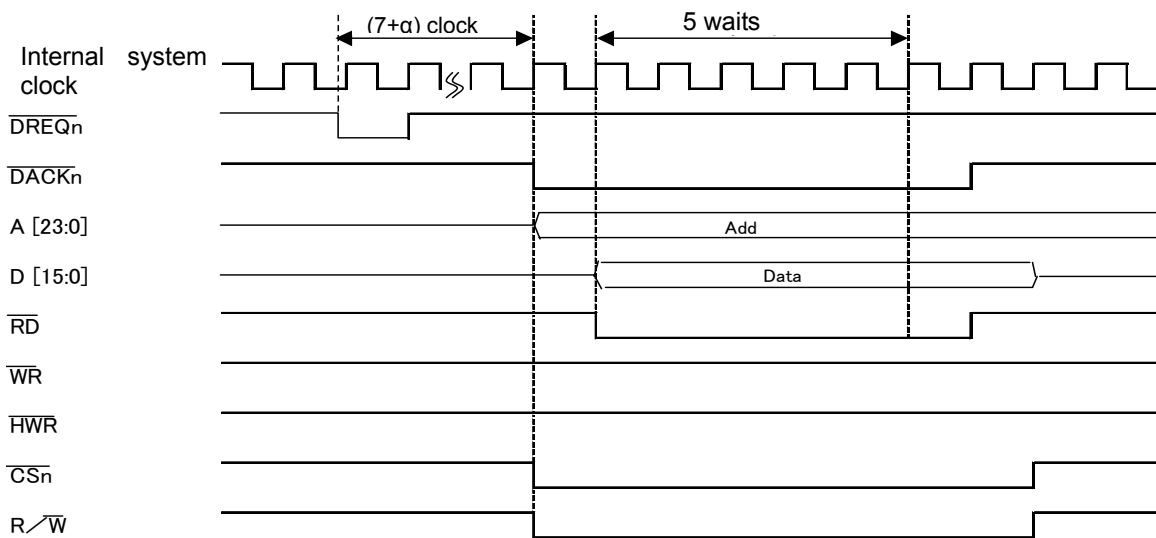 (7+α) clock
5 waits
Internal system
clock
DREQn
DACKn
A [23:0]
Add
D [15:0]
Data
RD
WR
HWR
CSn
R/W